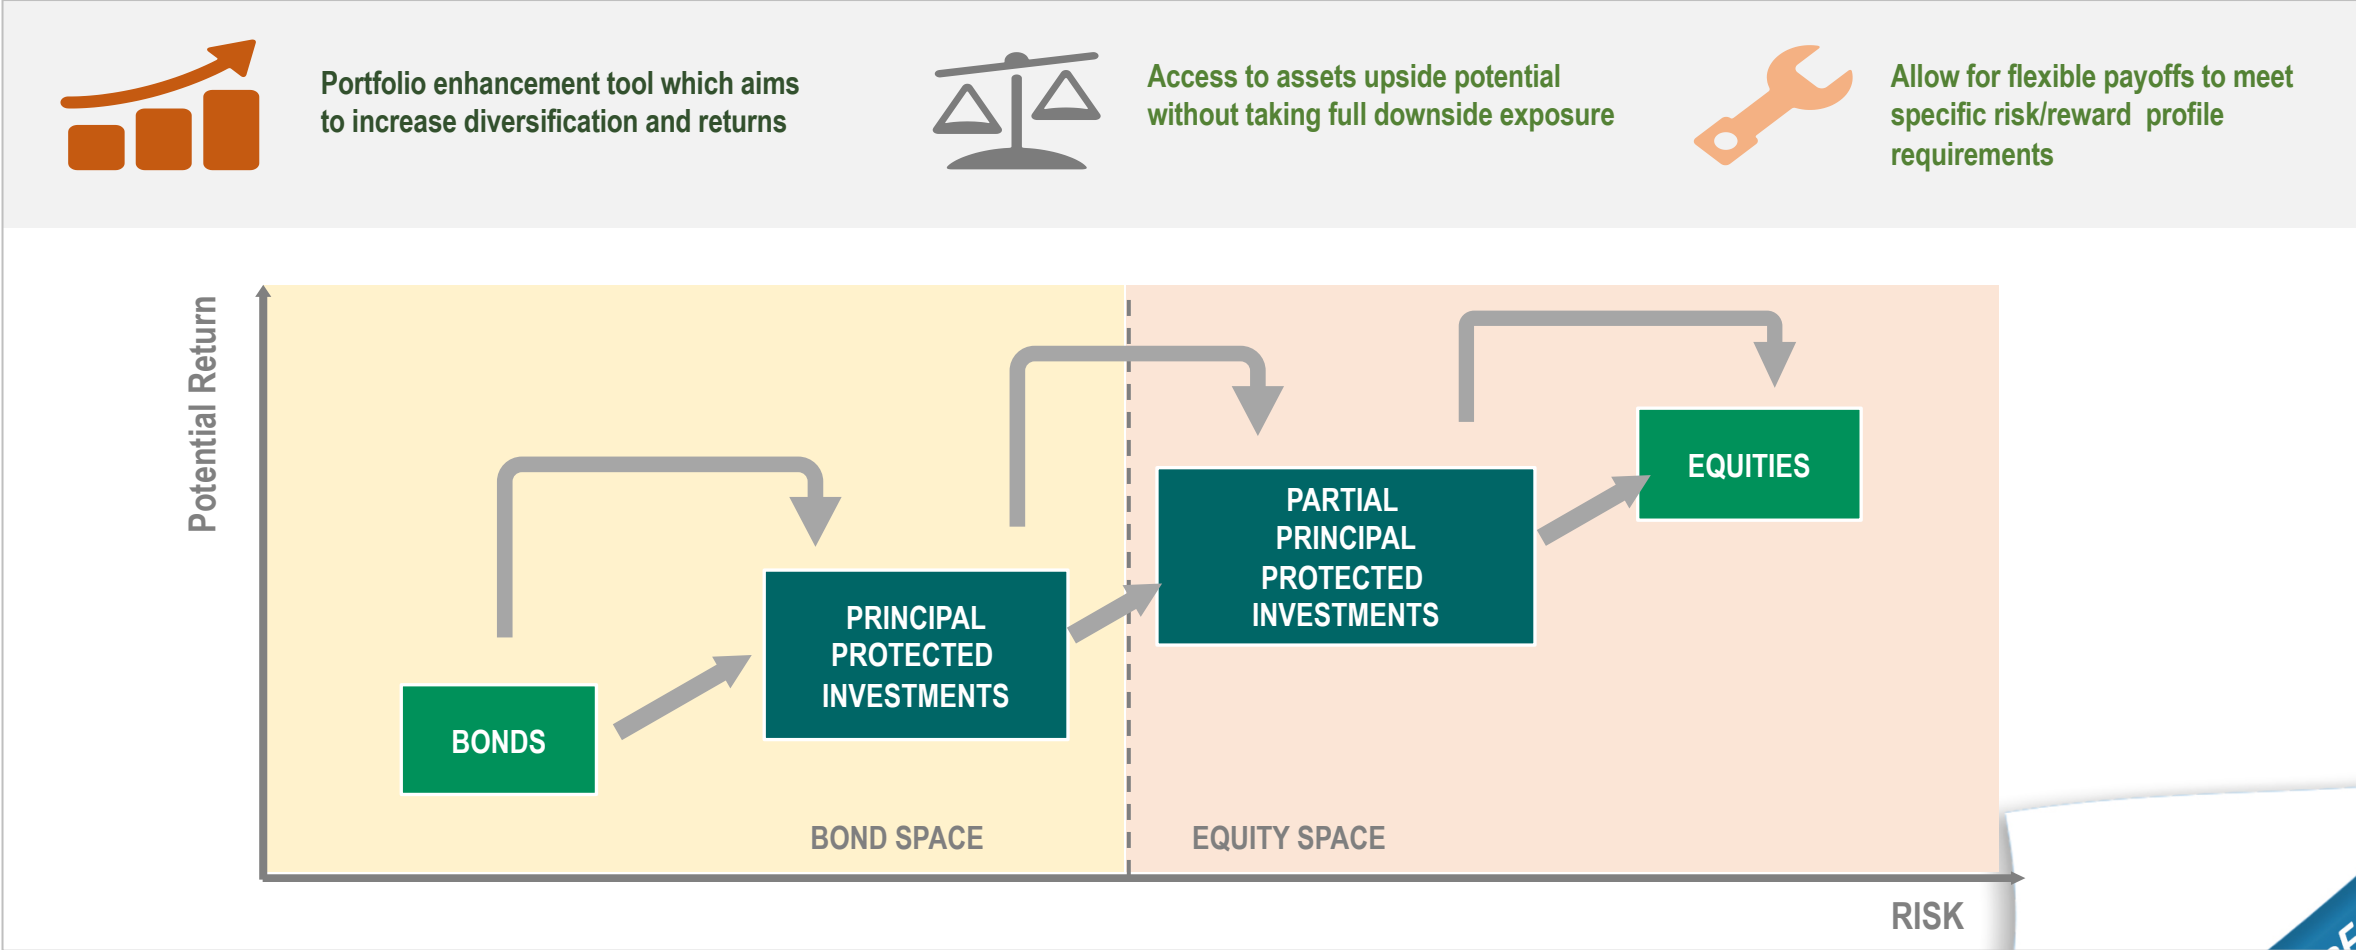 Portfolio enhancement tool which aims
to increase diversification and returns
Access to assets upside potential
without taking full downside exposure
Allow for flexible payoffs to meet
specific risk/reward profile
requirements
Potential Return
EQUITIES
PARTIAL
PRINCIPAL
PROTECTED
INVESTMENTS
PRINCIPAL
PROTECTED
INVESTMENTS
BONDS
BOND SPACE
EQUITY SPACE
RISK